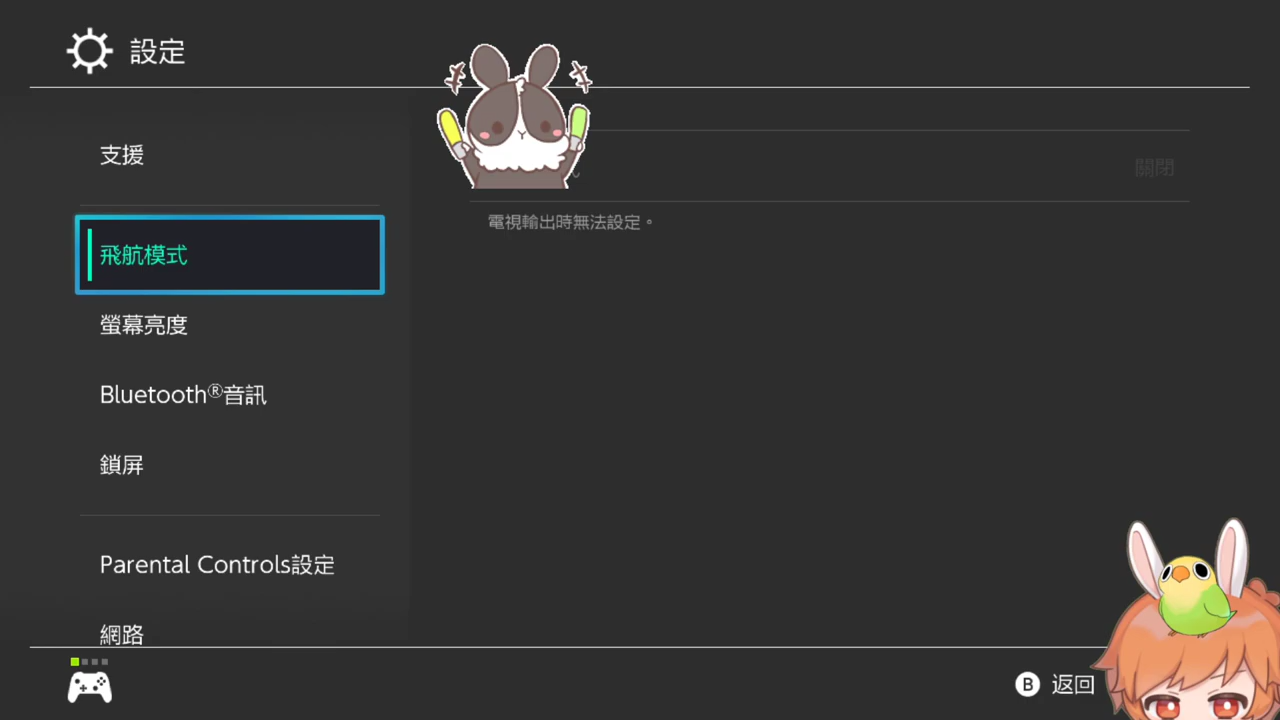 設定
支援
飛航模式
關閉
電視輸出時無法設定。
螢幕亮度
Bluetooth®音訊
鎖屏
Parental Controls設定
網路
B 返回